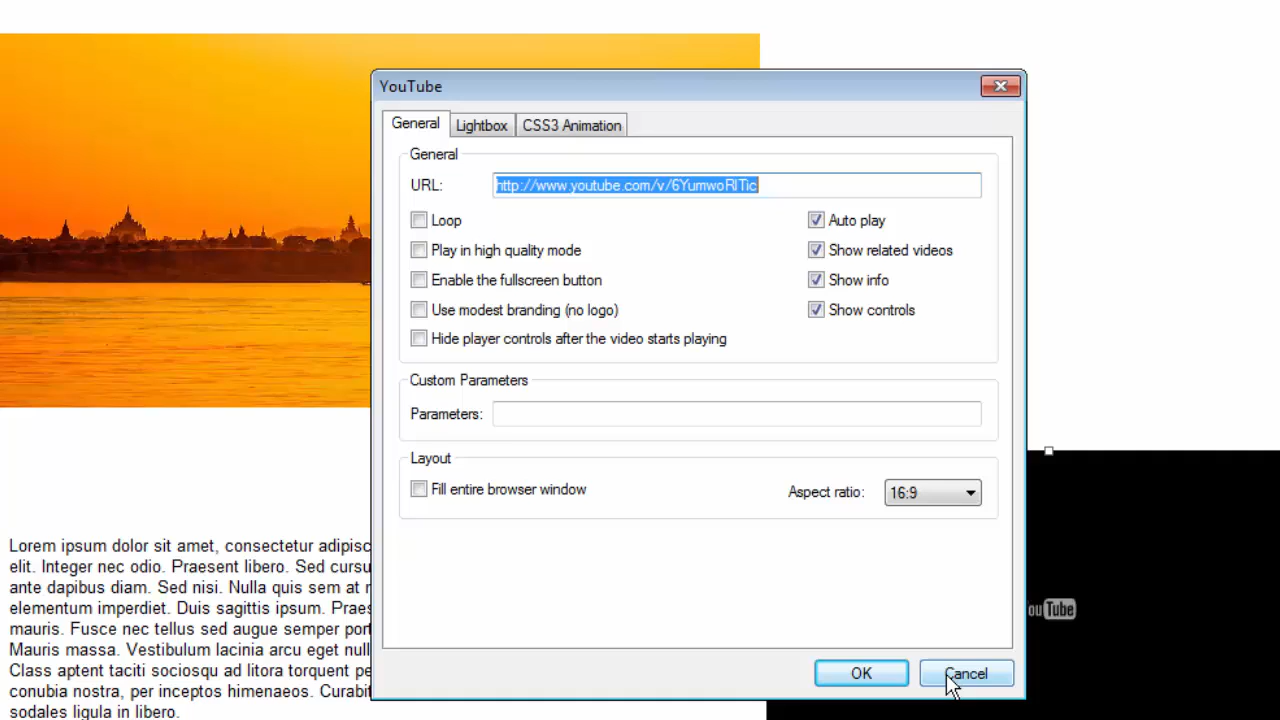 YouTube
General
Lightbox
CSS3 Animation
General
URL:
http://www.youtube.com/v/6YumwoRlTic
Loop
Auto play
Play in high quality mode
Show related videos
Enable the fullscreen button
Show info
Use modest branding (no logo)
Show controls
Hide player controls after the video starts playing
Custom Parameters
Parameters:
Layout
Fill entire browser window
Aspect ratio:
16:9
OK
Cancel
Lorem ipsum dolor sit amet, consectetur adipisc
elit. Integer nec odio. Praesent libero. Sed cursu
ante dapibus diam. Sed nisi. Nulla quis sem at n
elementum imperdiet. Duis sagittis ipsum. Praes
mauris. Fusce nec tellus sed augue semper port
Mauris massa. Vestibulum lacinia arcu eget null
Class aptent taciti sociosqu ad litora torquent pe
conubia nostra, per inceptos himenaeos. Curabit
sodales ligula in libero.
ou Tube